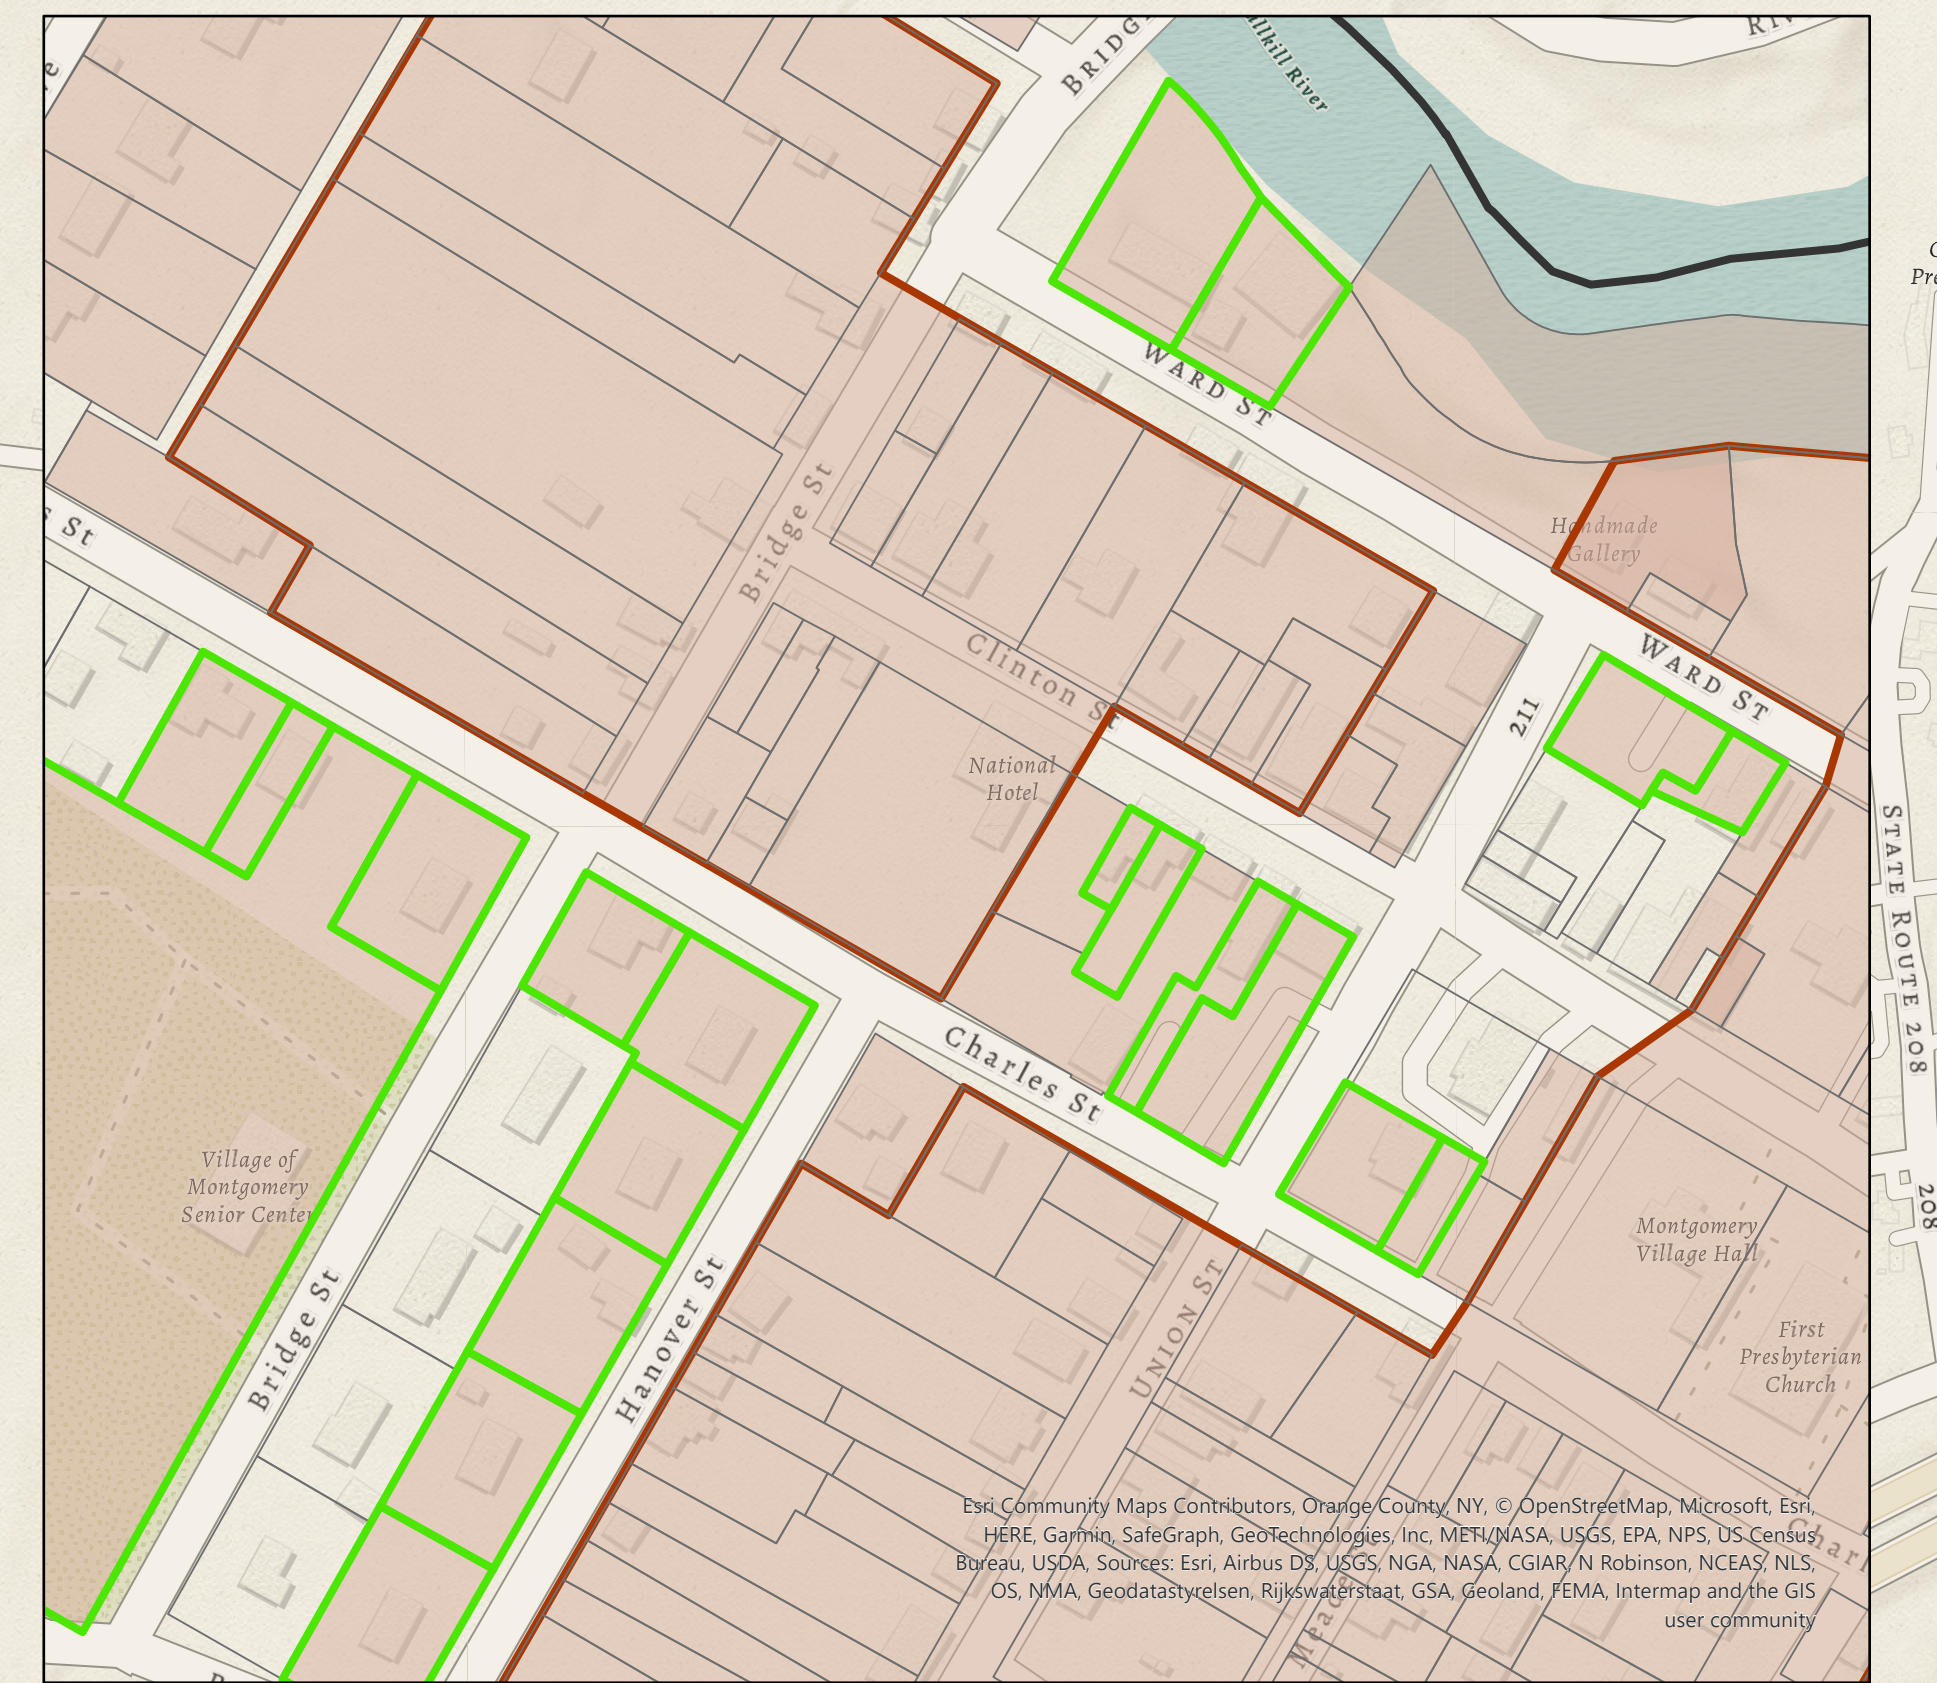 BRIDG
llkill River
WARD ST
s St
Bridge St
Handmade
Gallery
Clinton St
WARD ST
211
National
Hotel
STATE ROUTE 208
Charles St
Village of
Montgomery
Senior Center
208
Montgomery
Village Hall
Bridge St
Hanover St
UNION ST
First
Presbyterian
Church
Esri Community Maps Contributors, Orange County, NY, © OpenStreetMap, Microsoft, Esri,
HERE, Garmin, SafeGraph, GeoTechnologies, Inc, METI/NASA, USGS, EPA, NPS, US Census
Bureau, USDA, Sources: Esri, Airbus DS, USGS, NGA, NASA, CGIAR, N Robinson, NCEAS, NLS,
OS, NMA, Geodatastyrelsen, Rijkswaterstaat, GSA, Geoland, FEMA, Intermap and the GIS
user community
Charl